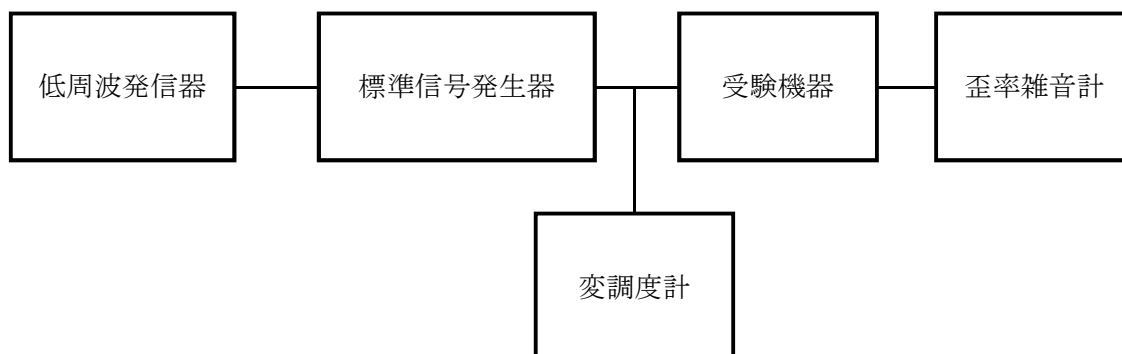 低周波発信器
標準信号発生器
受験機器
歪率雑音計
変調度計